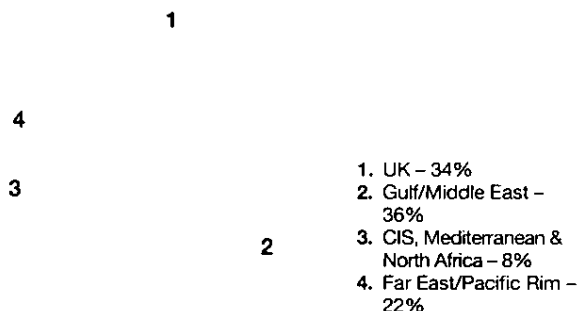 1
4
3
2
1. UK – 34%
2. Gulf/Middle East –
36%
3. CIS, Mediterranean &
North Africa – 8%
4. Far East/Pacific Rim –
22%